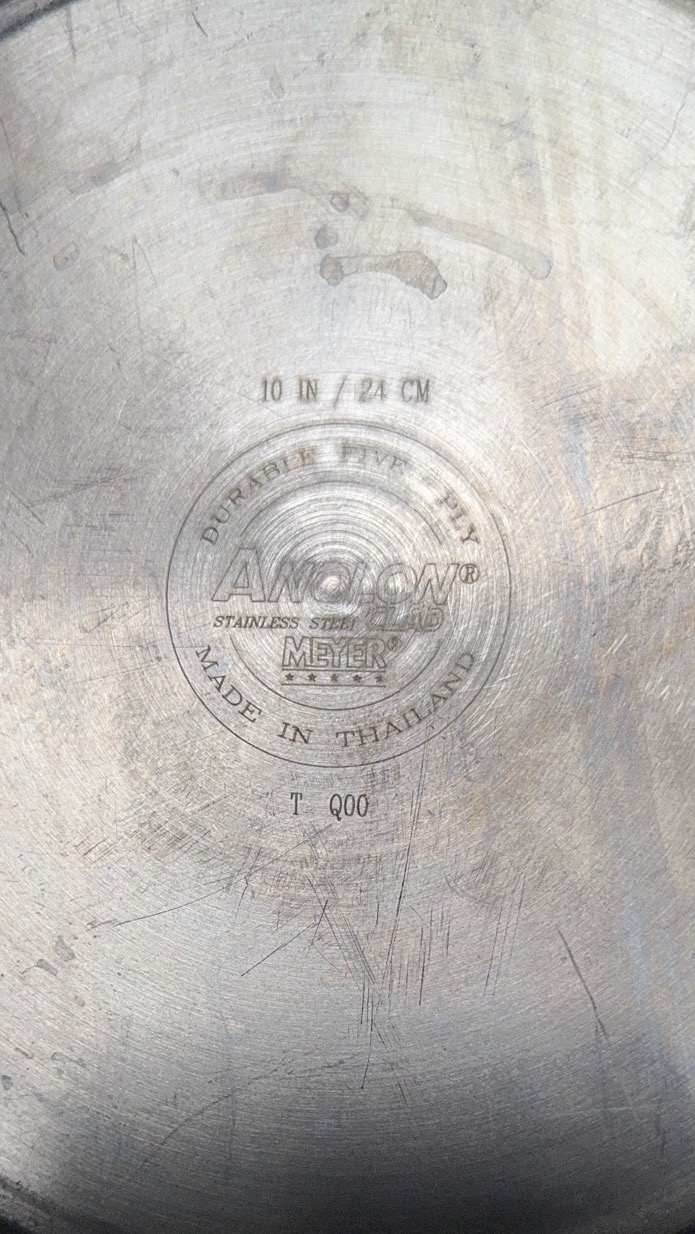 10 IN / 24 CM
DURABLE FIVE - PLY
ANOLON®
STAINLESS STEEL CLAD
MEYER®
MADE IN THAILAND
T Q00